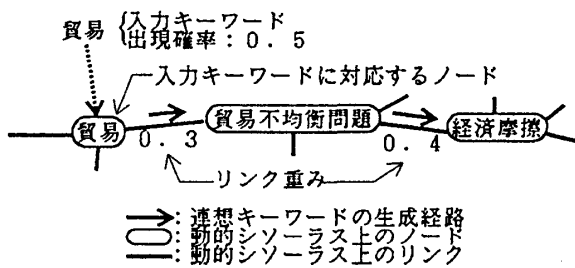 貿易 {入力キーワード
出現確率:0.5
入力キーワードに対応するノード
貿易 貿易不均衡問題 経済摩擦
0.3 0.4
リンク重み
:連想キーワードの生成経路
:動的シソーラス上のノード
:動的シソーラス上のリンク